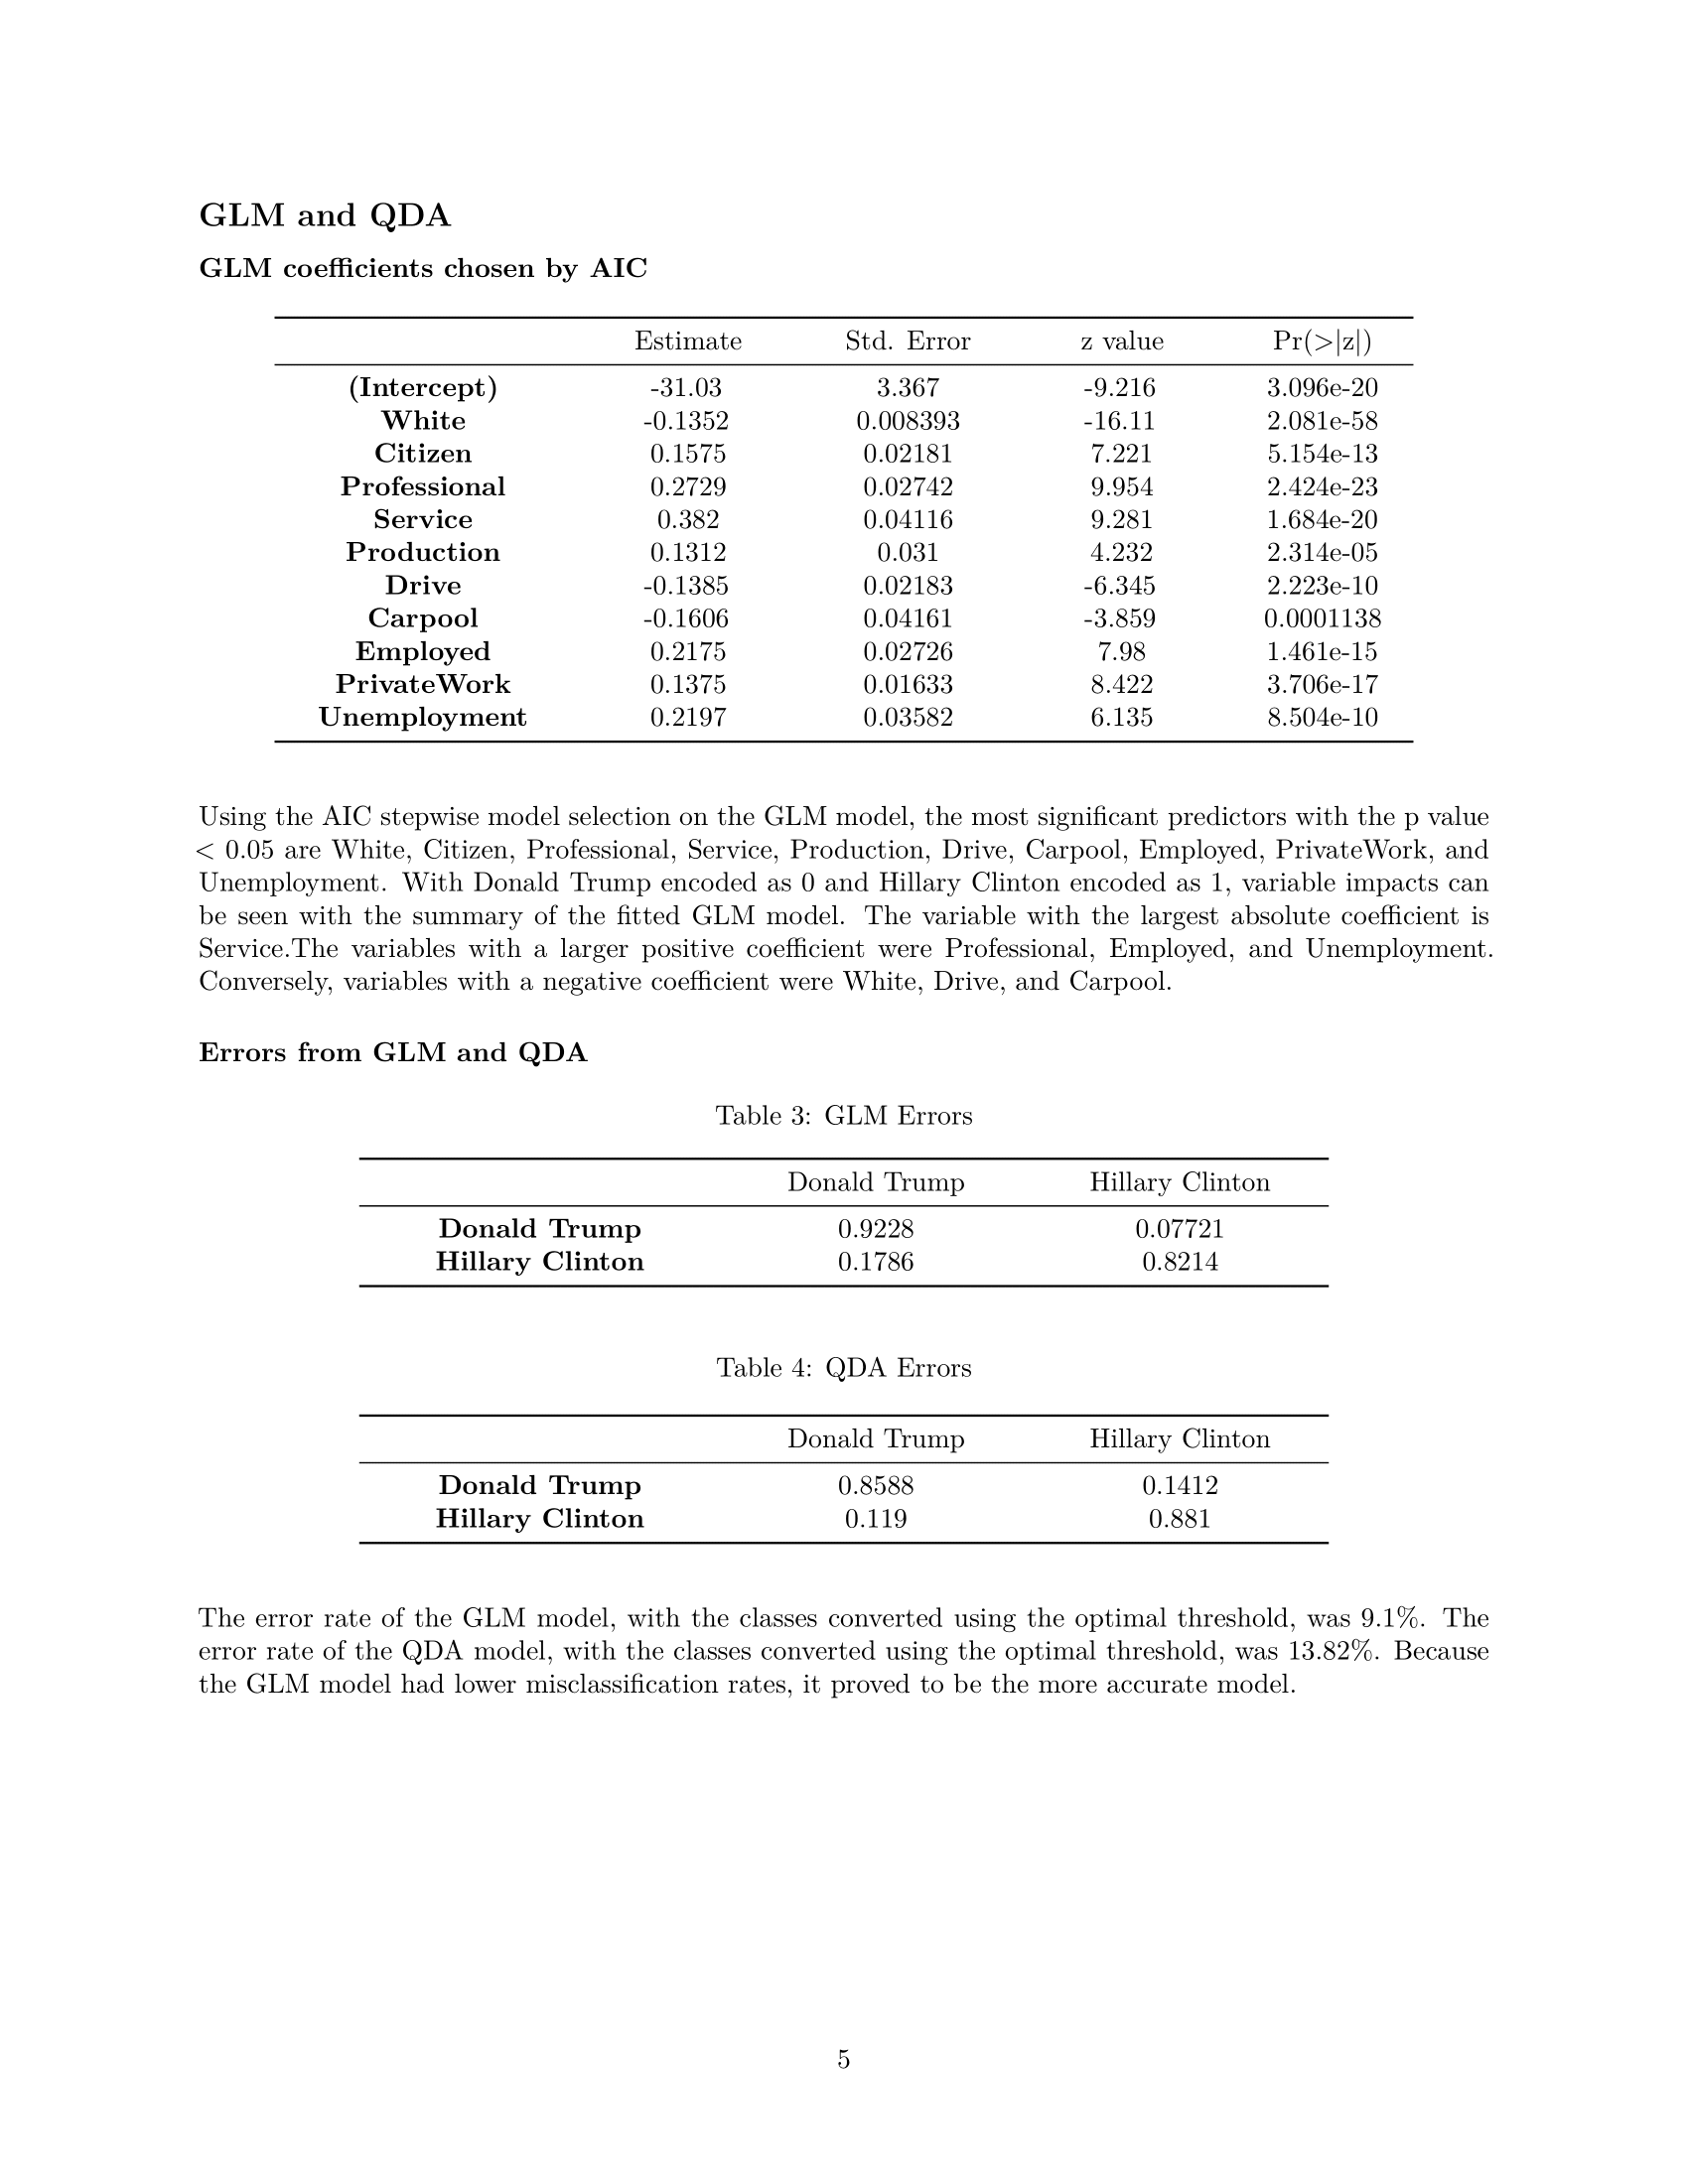 GLM and QDA
GLM coefficients chosen by AIC
Estimate Std. Error z value Pr(>|z|)
(Intercept) -31.03 3.367 -9.216 3.096e-20
White -0.1352 0.008393 -16.11 2.081e-58
Citizen 0.1575 0.02181 7.221 5.154e-13
Professional 0.2729 0.02742 9.954 2.424e-23
Service 0.382 0.04116 9.281 1.684e-20
Production 0.1312 0.031 4.232 2.314e-05
Drive -0.1385 0.02183 -6.345 2.223e-10
Carpool -0.1606 0.04161 -3.859 0.0001138
Employed 0.2175 0.02726 7.98 1.461e-15
PrivateWork 0.1375 0.01633 8.422 3.706e-17
Unemployment 0.2197 0.03582 6.135 8.504e-10
Using the AIC stepwise model selection on the GLM model, the most significant predictors with the p value
< 0.05 are White, Citizen, Professional, Service, Production, Drive, Carpool, Employed, PrivateWork, and
Unemployment. With Donald Trump encoded as 0 and Hillary Clinton encoded as 1, variable impacts can
be seen with the summary of the fitted GLM model. The variable with the largest absolute coefficient is
Service.The variables with a larger positive coefficient were Professional, Employed, and Unemployment.
Conversely, variables with a negative coefficient were White, Drive, and Carpool.
Errors from GLM and QDA
Table 3: GLM Errors
Donald Trump Hillary Clinton
Donald Trump 0.9228 0.07721
Hillary Clinton 0.1786 0.8214
Table 4: QDA Errors
Donald Trump Hillary Clinton
Donald Trump 0.8588 0.1412
Hillary Clinton 0.119 0.881
The error rate of the GLM model, with the classes converted using the optimal threshold, was 9.1%. The
error rate of the QDA model, with the classes converted using the optimal threshold, was 13.82%. Because
the GLM model had lower misclassification rates, it proved to be the more accurate model.
5